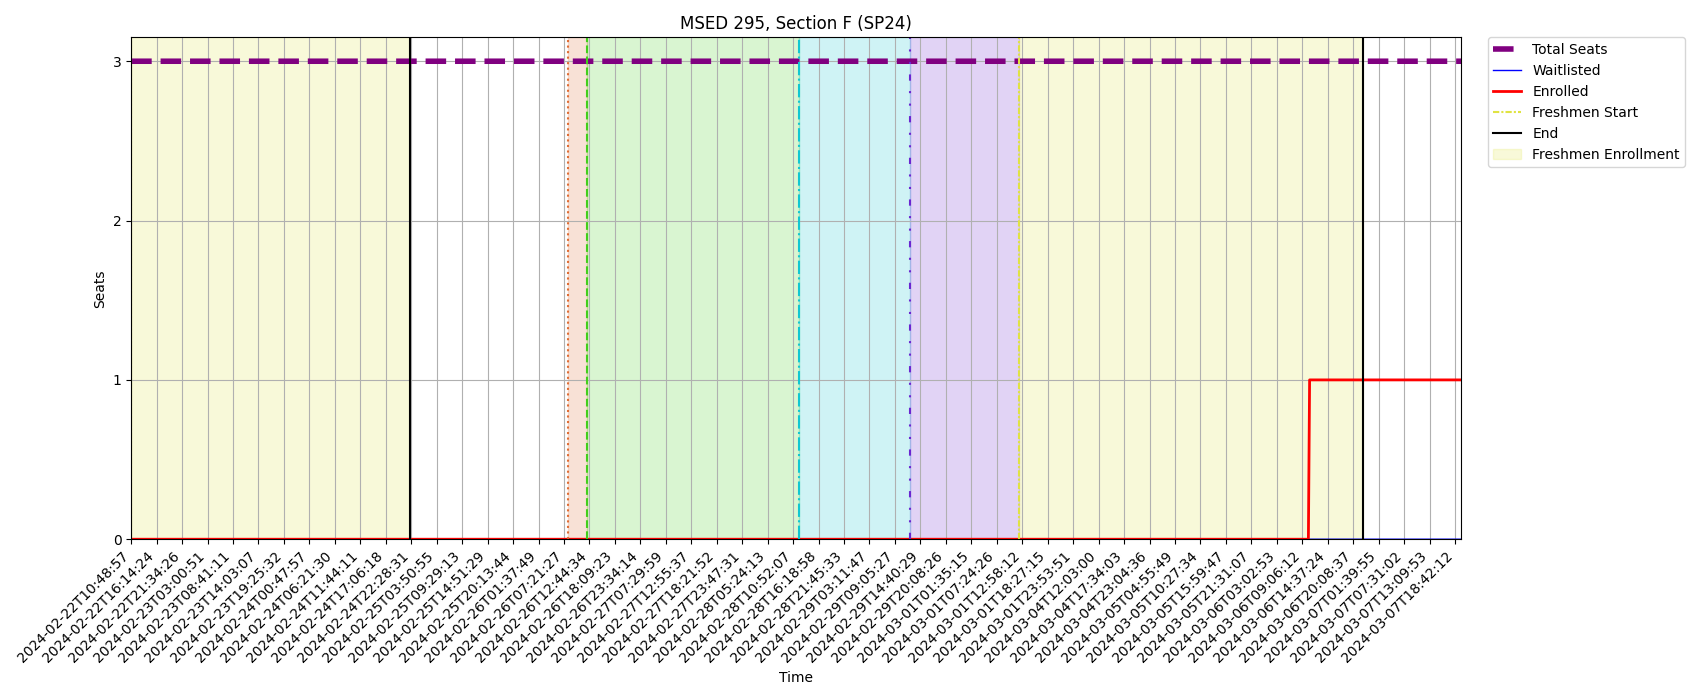 MSED 295, Section F (SP24)
Total Seats
Waitlisted
Enrolled
Freshmen Start
End
Freshmen Enrollment
Seats
3
2
1
0
2024-02-22T10:48:57
2024-02-22T16:14:24
2024-02-22T21:34:26
2024-02-23T03:00:51
2024-02-23T08:41:11
2024-02-23T14:03:07
2024-02-23T19:25:32
2024-02-24T00:47:57
2024-02-24T06:21:30
2024-02-24T11:44:11
2024-02-24T17:06:18
2024-02-24T22:28:31
2024-02-25T03:50:55
2024-02-25T09:29:13
2024-02-25T14:51:29
2024-02-25T20:13:44
2024-02-26T01:37:49
2024-02-26T07:21:27
2024-02-26T12:44:34
2024-02-26T18:09:23
2024-02-26T23:34:14
2024-02-27T07:29:59
2024-02-27T12:55:37
2024-02-27T18:21:52
2024-02-27T23:47:31
2024-02-28T05:24:13
2024-02-28T10:52:07
2024-02-28T16:18:58
2024-02-28T21:45:33
2024-02-29T03:11:47
2024-02-29T09:05:27
2024-02-29T14:40:29
2024-02-29T20:08:26
2024-03-01T01:35:15
2024-03-01T07:24:26
2024-03-01T12:58:12
2024-03-01T18:27:15
2024-03-01T23:53:51
2024-03-04T12:03:00
2024-03-04T17:34:03
2024-03-04T23:04:36
2024-03-05T04:55:49
2024-03-05T10:27:34
2024-03-05T15:59:47
2024-03-05T21:31:07
2024-03-06T03:02:53
2024-03-06T09:06:12
2024-03-06T14:37:24
2024-03-06T20:08:37
2024-03-07T01:39:55
2024-03-07T07:31:02
2024-03-07T13:09:53
2024-03-07T18:42:12
Time